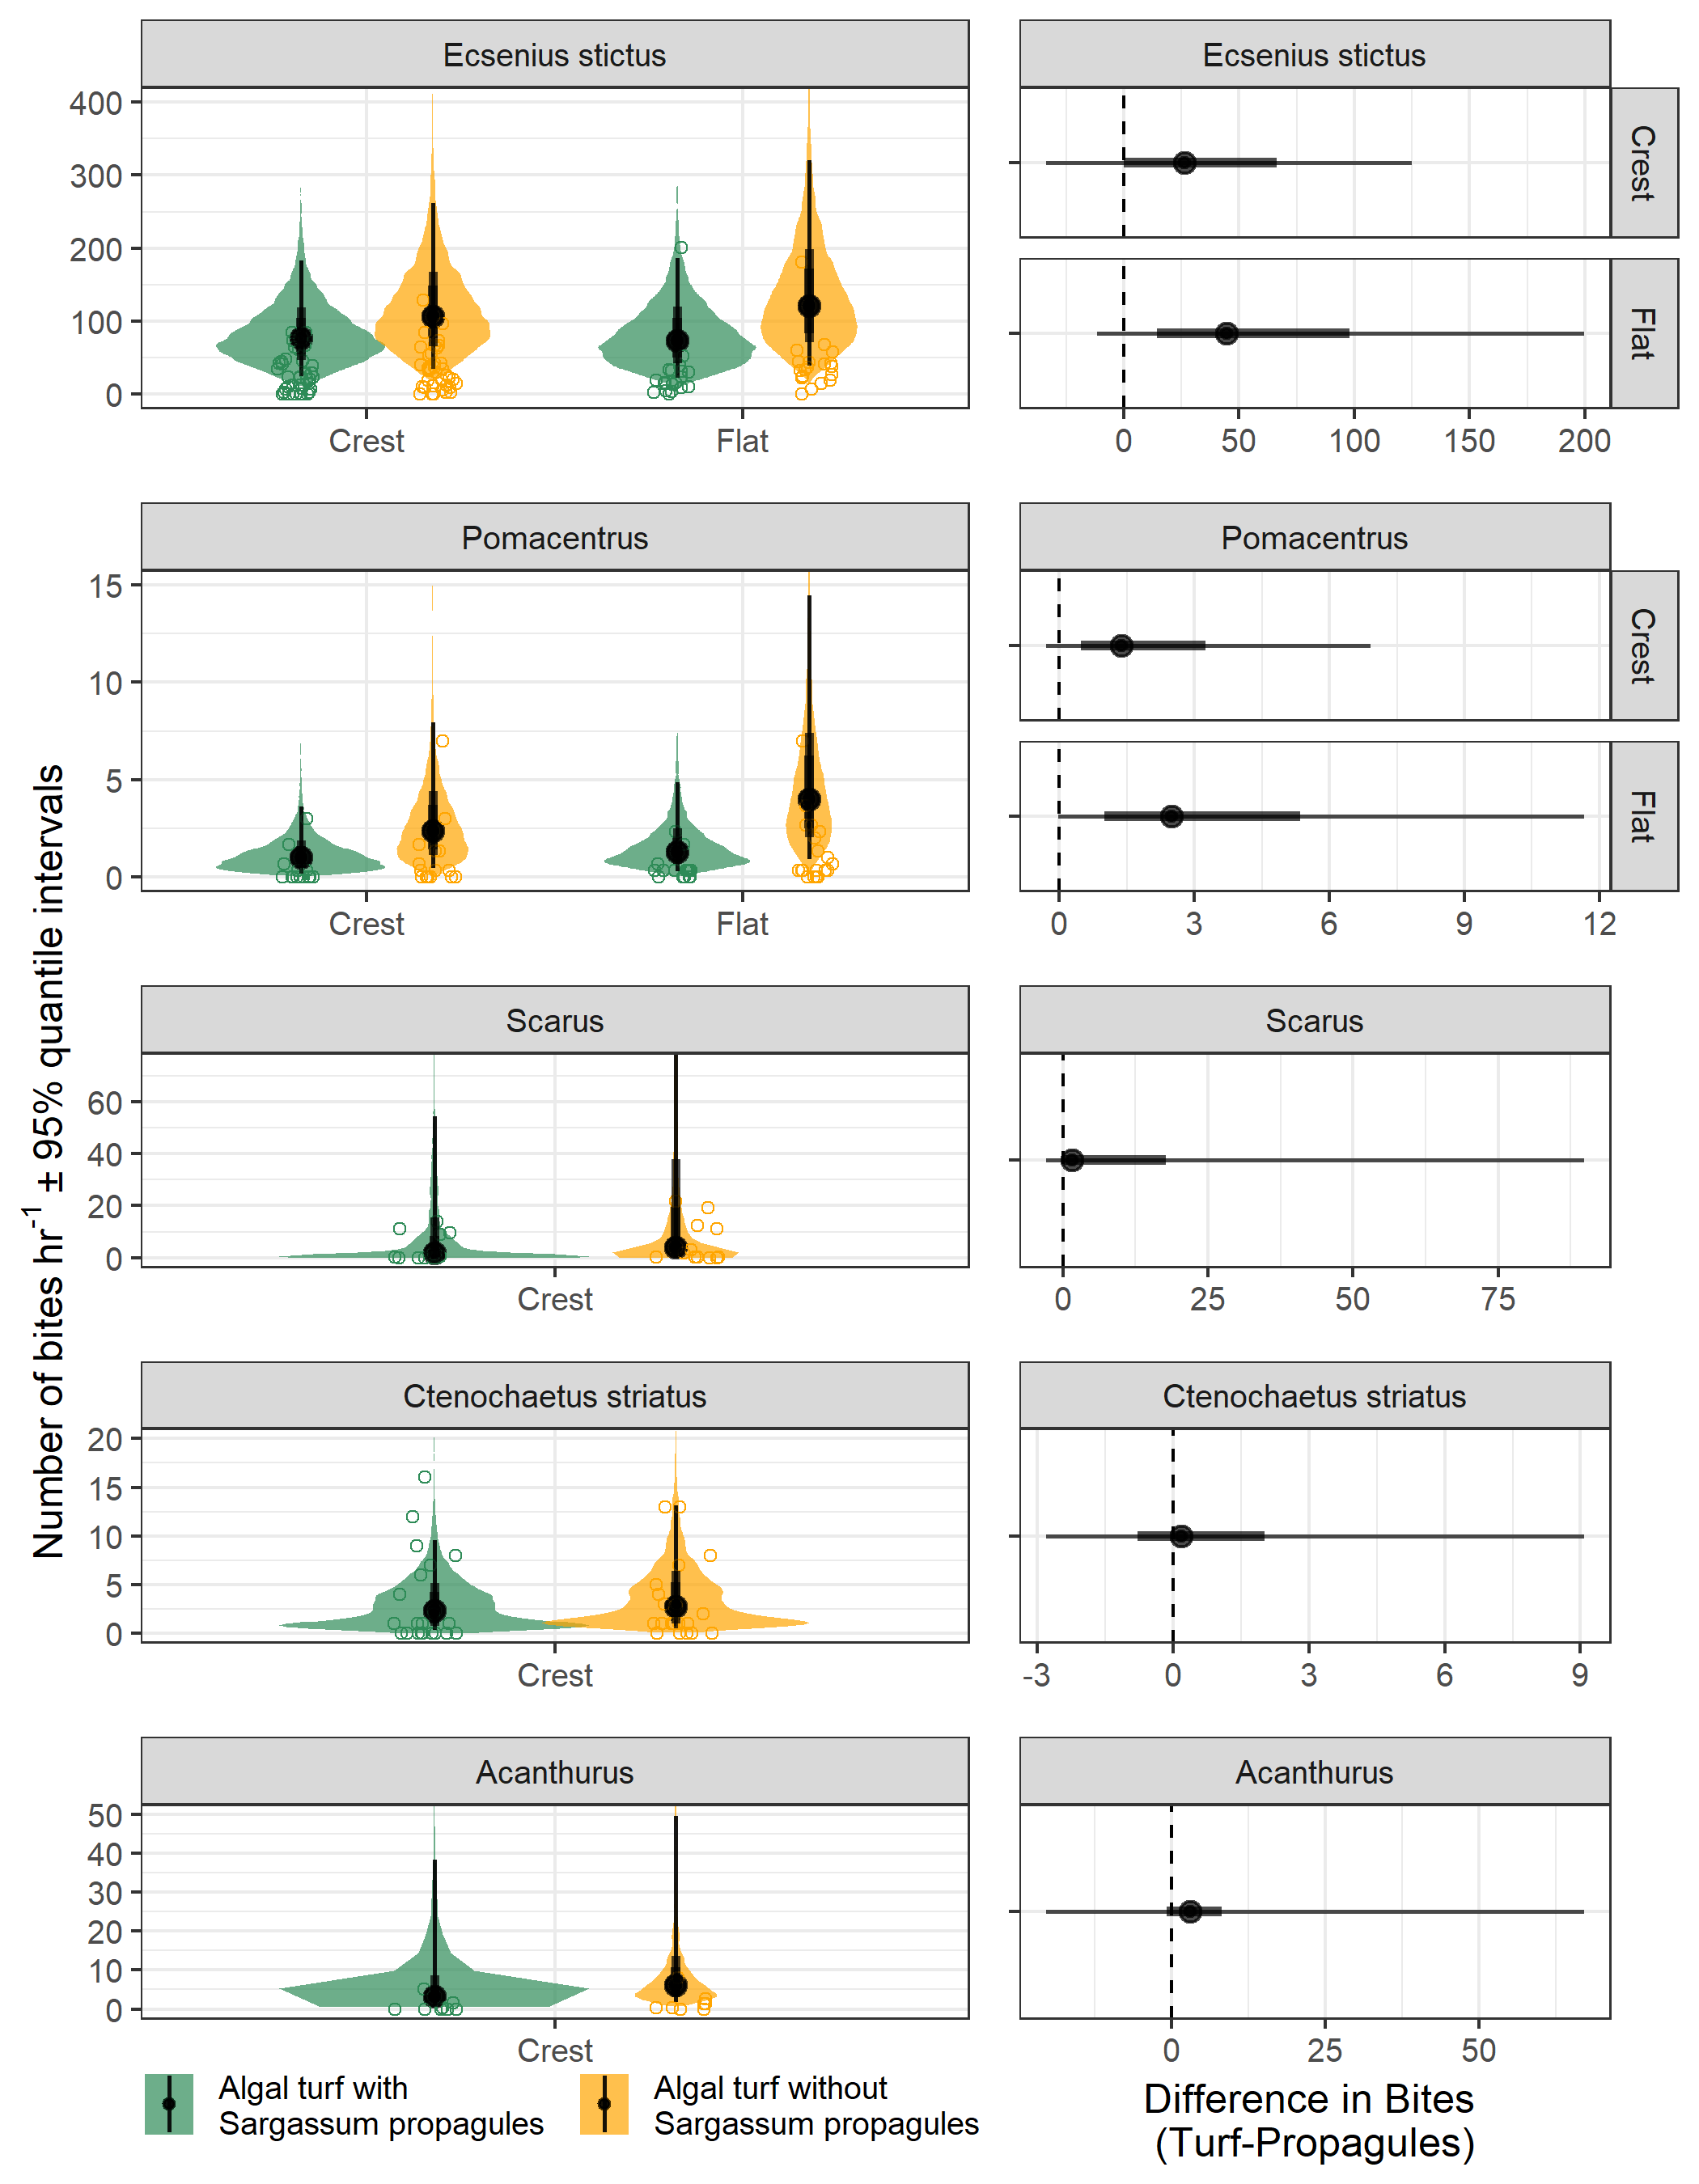 Ecsenius stictus
Ecsenius stictus
400
300
200
100
0
Crest
Flat
Crest
Flat
0
50
100
150
200
Pomacentrus
Pomacentrus
15
10
5
0
Crest
Flat
Crest
Flat
0
3
6
9
12
Number of bites hr⁻¹ ± 95% quantile intervals
Scarus
Scarus
60
40
20
0
Crest
0
25
50
75
Ctenochaetus striatus
Ctenochaetus striatus
20
15
10
5
0
Crest
-3
0
3
6
9
Acanthurus
Acanthurus
50
40
30
20
10
0
Crest
0
25
50
Algal turf with
Sargassum propagules
Algal turf without
Sargassum propagules
Difference in Bites
(Turf-Propagules)